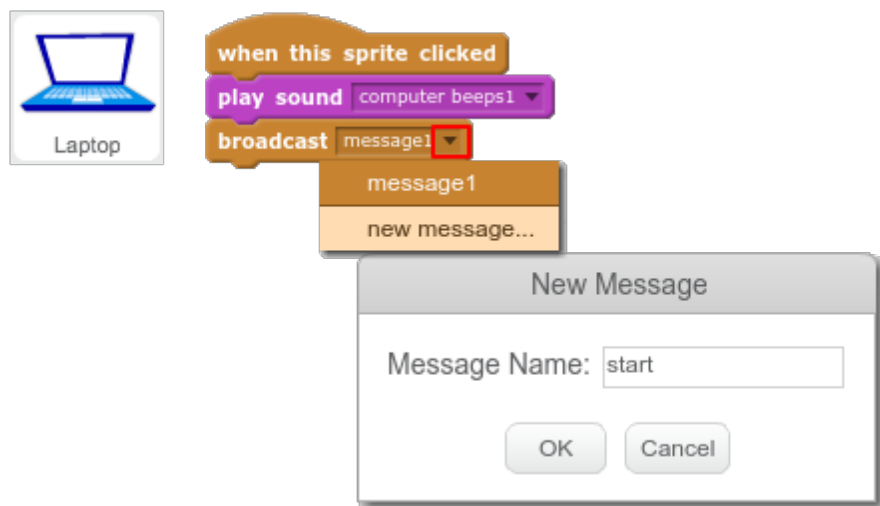 Laptop
when this sprite clicked
play sound computer beeps1
broadcast message1
message1
new message...
New Message
Message Name: start
OK Cancel